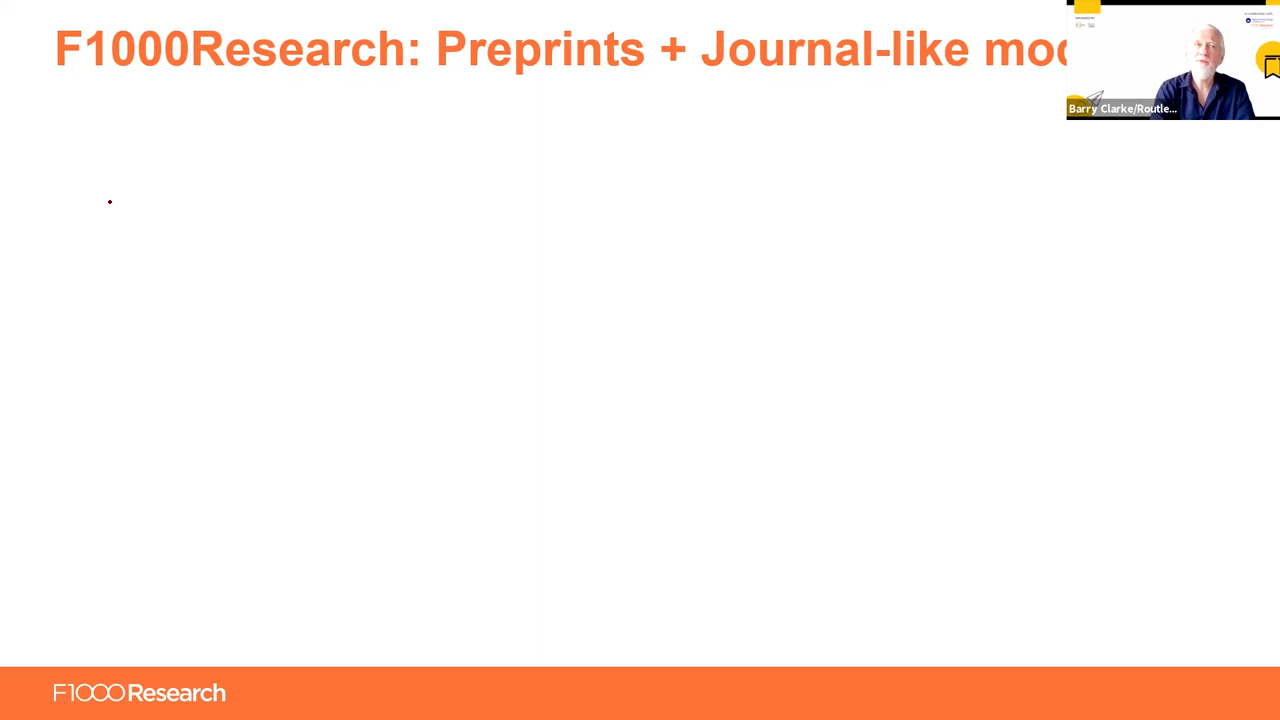 F1000Research: Preprints + Journal-like mod
Barry Clarke/Routle...
F1000Research